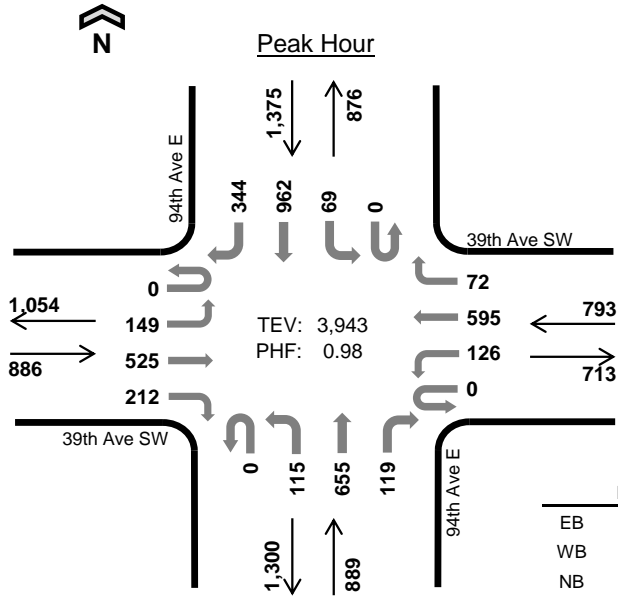 Peak Hour
N
1,375
876
94th Ave E
344
962
69
0
39th Ave SW
0
72
1,054
149
TEV: 3,943
595
793
PHF: 0.98
886
525
126
713
212
0
39th Ave SW
0
115
655
119
94th Ave E
1,300
889
EB
WB
NB